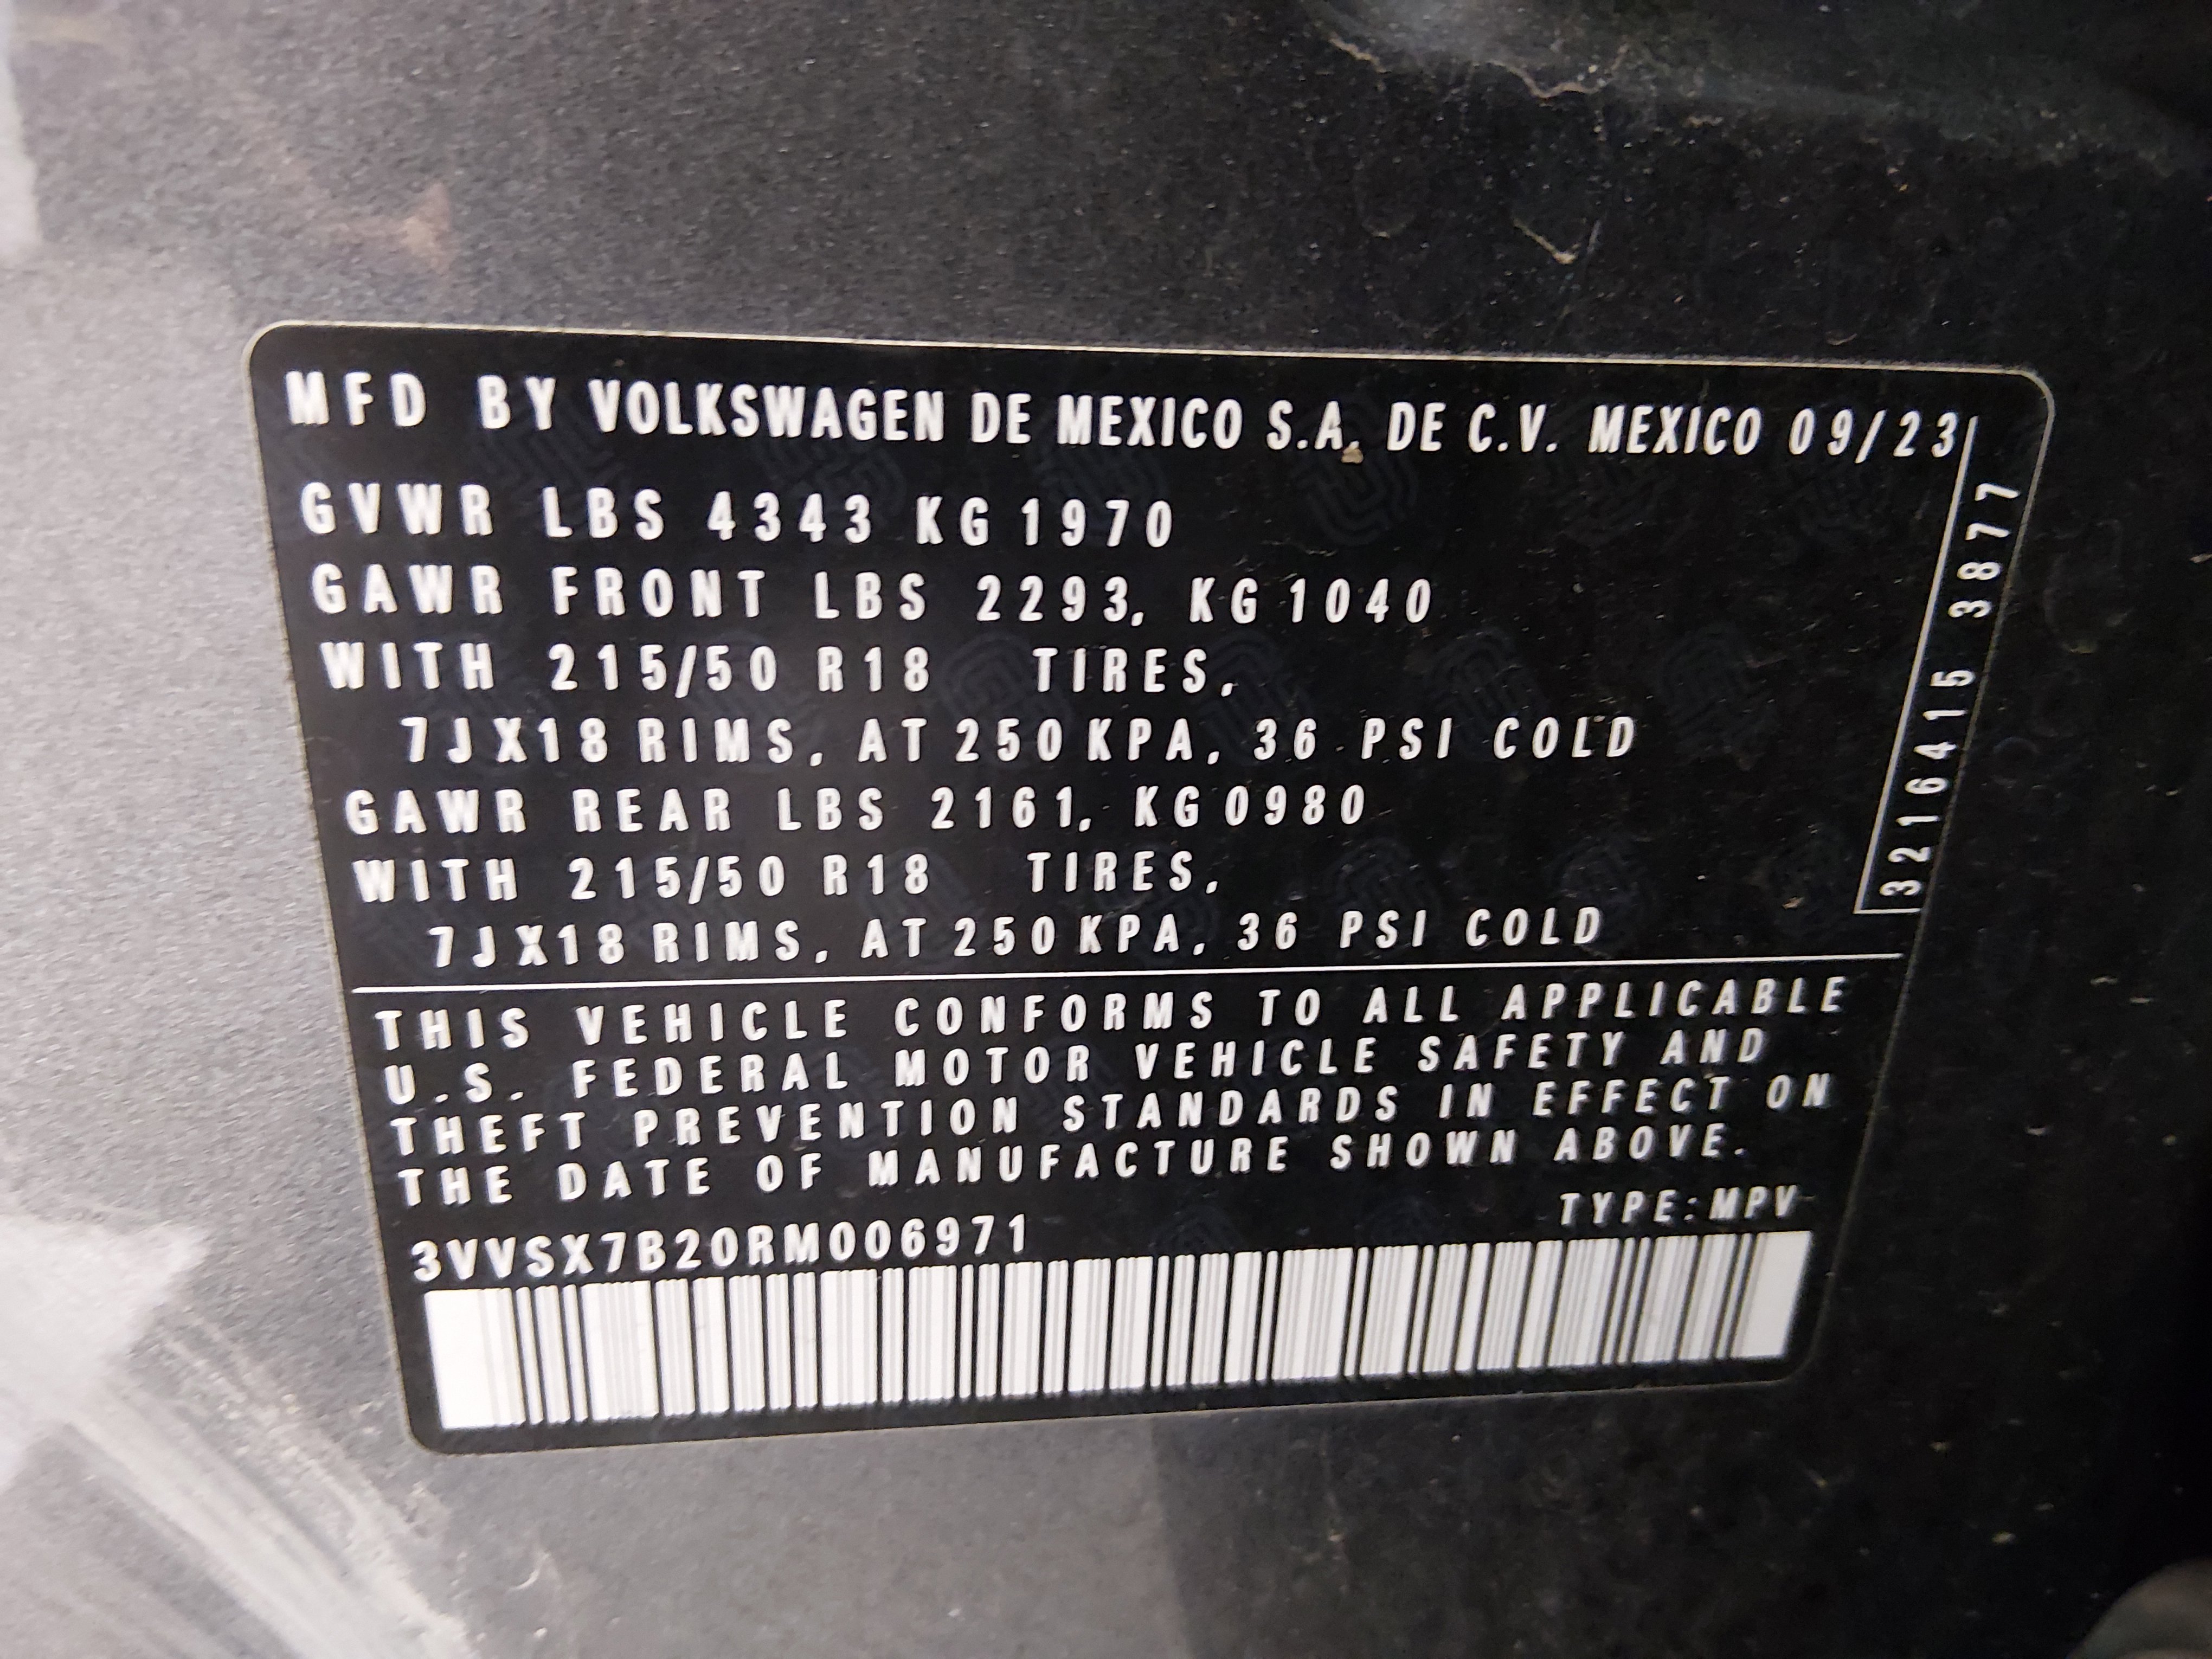 MFD BY VOLKSWAGEN DE MEXICO S.A. DE C.V. MEXICO 09/23
GVWR LBS 4343 KG 1970
GAWR FRONT LBS 2293, KG 1040
WITH 215/50 R18 TIRES,
7JX18 RIMS, AT 250 KPA, 36 PSI COLD
GAWR REAR LBS 2161, KG 0980
WITH 215/50 R18 TIRES,
7JX18 RIMS, AT 250 KPA, 36 PSI COLD
3216415 3877
THIS VEHICLE CONFORMS TO ALL APPLICABLE
U.S. FEDERAL MOTOR VEHICLE SAFETY AND
THEFT PREVENTION STANDARDS IN EFFECT ON
THE DATE OF MANUFACTURE SHOWN ABOVE.
TYPE: MPV
3VVSX7B20RM006971